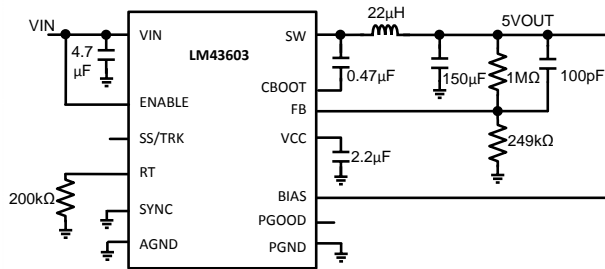 22µH
VIN
VIN
SW
5VOUT
4.7
µF
LM43603
0.47µF
150µF
1MΩ
100pF
CBOOT
ENABLE
FB
SS/TRK
VCC
249kΩ
2.2µF
RT
200kΩ
BIAS
SYNC
PGOOD
AGND
PGND